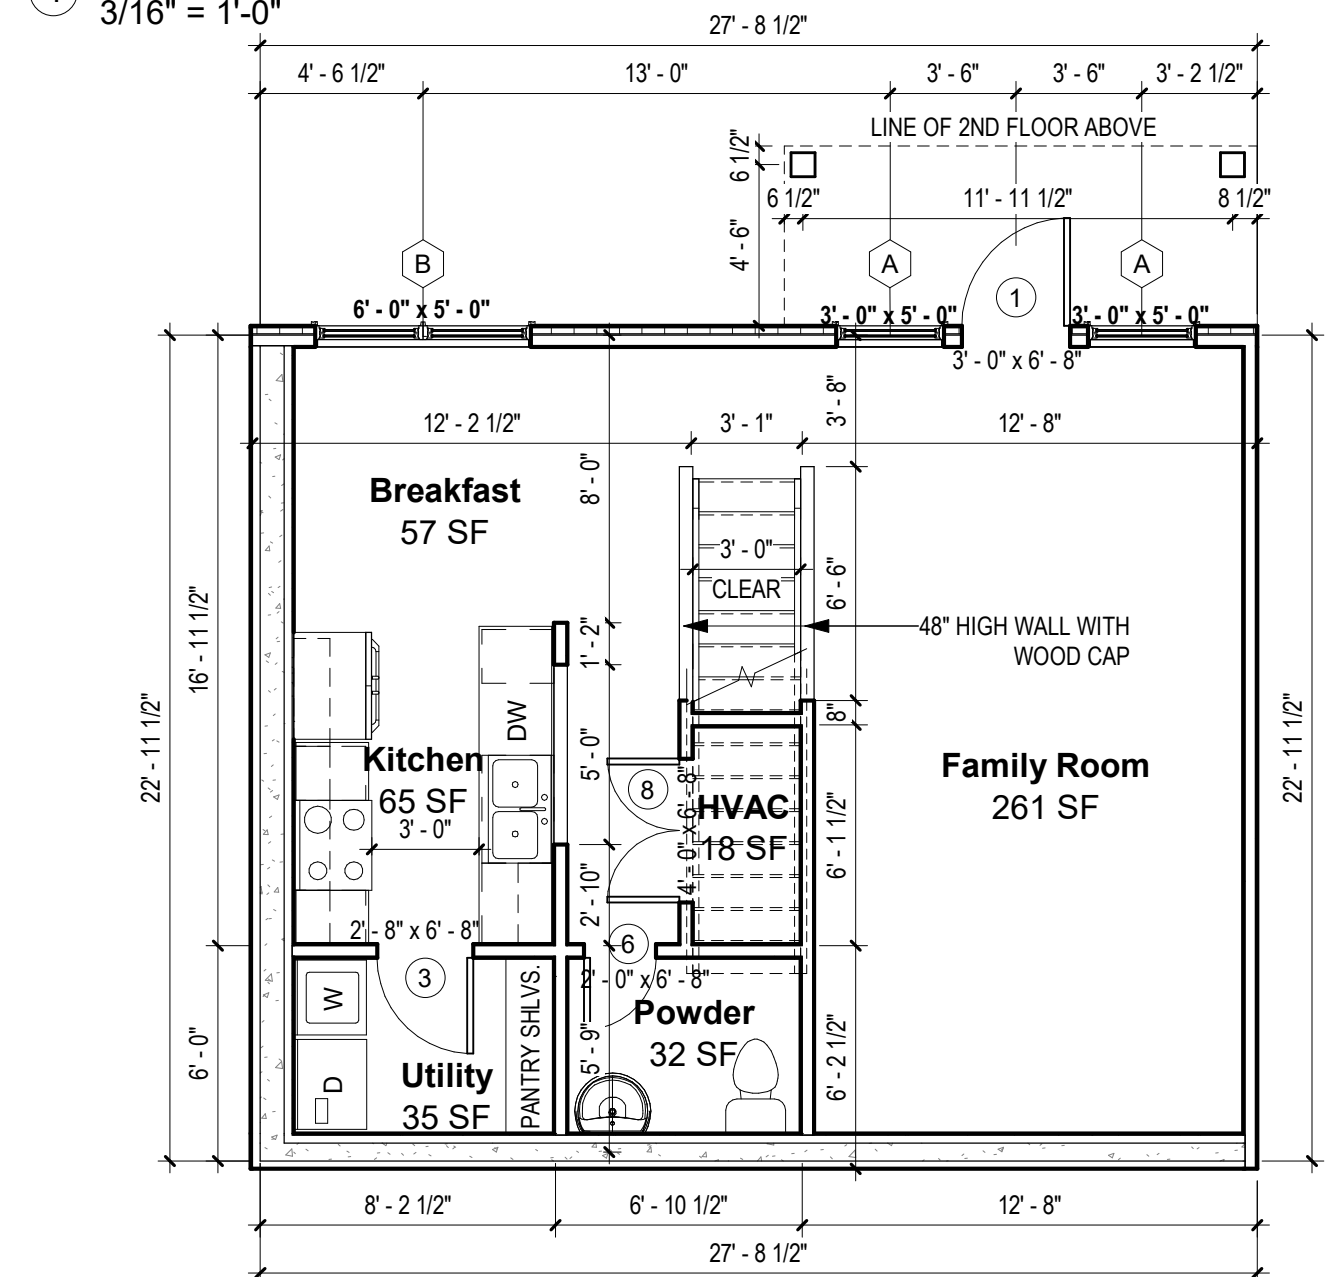 3/16" = 1'-0"
27' - 8 1/2"
4' - 6 1/2"
13' - 0"
3' - 6"
3' - 6"
3' - 2 1/2"
LINE OF 2ND FLOOR ABOVE
6 1/2"
6 1/2"
11' - 11 1/2"
8 1/2"
4' - 6"
B
A
A
1
6' - 0" x 5' - 0"
3' - 0" x 5' - 0"
3' - 0" x 5' - 0"
3' - 0" x 6' - 8"
3' - 8"
12' - 2 1/2"
3' - 1"
12' - 8"
8' - 0"
Breakfast
57 SF
3' - 0"
CLEAR
6' - 6"
16' - 11 1/2"
1' - 2"
48" HIGH WALL WITH
WOOD CAP
22' - 11 1/2"
22' - 11 1/2"
8"
DW
5' - 0"
Kitchen
65 SF
3' - 0"
8
4' - 0" x 6' - 8"
HVAC
18 SF
Family Room
261 SF
6' - 1 1/2"
2' - 10"
2' - 8" x 6' - 8"
6
3
2' - 0" x 6' - 8"
W
D
PANTRY SHLVS.
Powder
32 SF
5' - 9"
6' - 2 1/2"
6' - 0"
Utility
35 SF
8' - 2 1/2"
6' - 10 1/2"
12' - 8"
27' - 8 1/2"